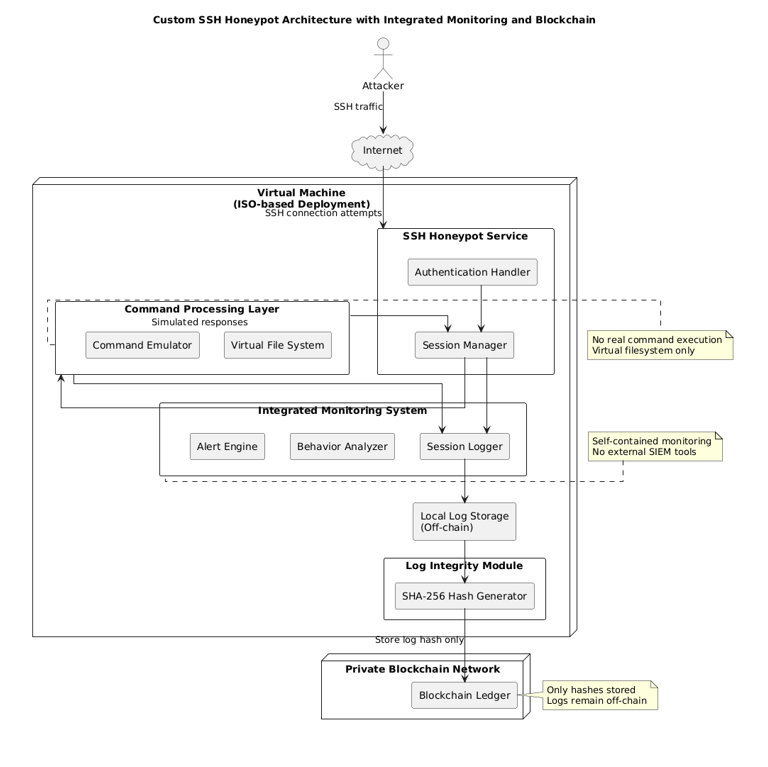 Custom SSH Honeypot Architecture with Integrated Monitoring and Blockchain
Attacker
SSH traffic
Internet
Virtual Machine
(ISO-based Deployment)
SSH connection attempts
SSH Honeypot Service
Authentication Handler
Command Processing Layer
Simulated responses
Command Emulator
Virtual File System
Session Manager
No real command execution
Virtual filesystem only
Integrated Monitoring System
Alert Engine
Behavior Analyzer
Session Logger
Self-contained monitoring
No external SIEM tools
Local Log Storage
(Off-chain)
Log Integrity Module
SHA-256 Hash Generator
Store log hash only
Private Blockchain Network
Blockchain Ledger
Only hashes stored
Logs remain off-chain